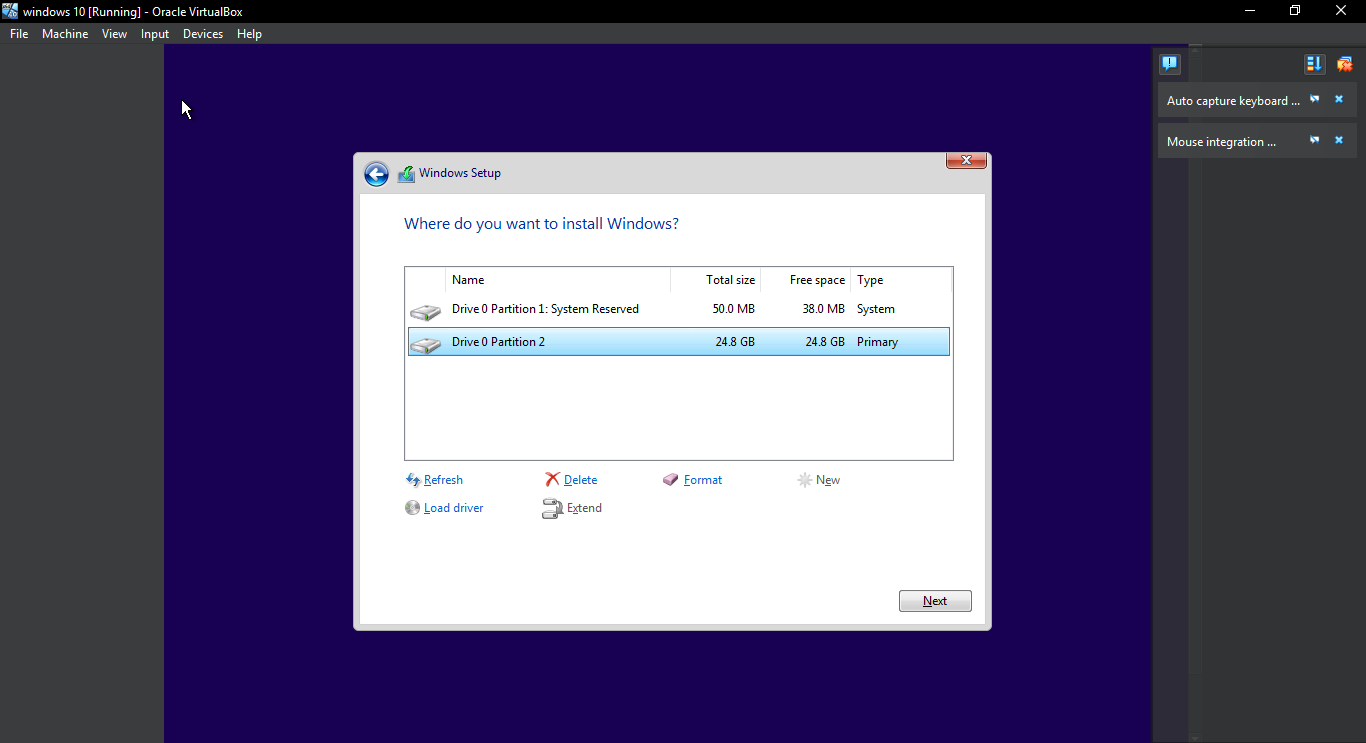 windows 10 [Running] - Oracle VirtualBox
File Machine View Input Devices Help
Auto capture keyboard ...
Mouse integration ...
Windows Setup
Where do you want to install Windows?
Name Total size Free space Type
Drive 0 Partition 1: System Reserved 50.0 MB 38.0 MB System
Drive 0 Partition 2 24.8 GB 24.8 GB Primary
Refresh Delete Format New
Load driver Extend
Next